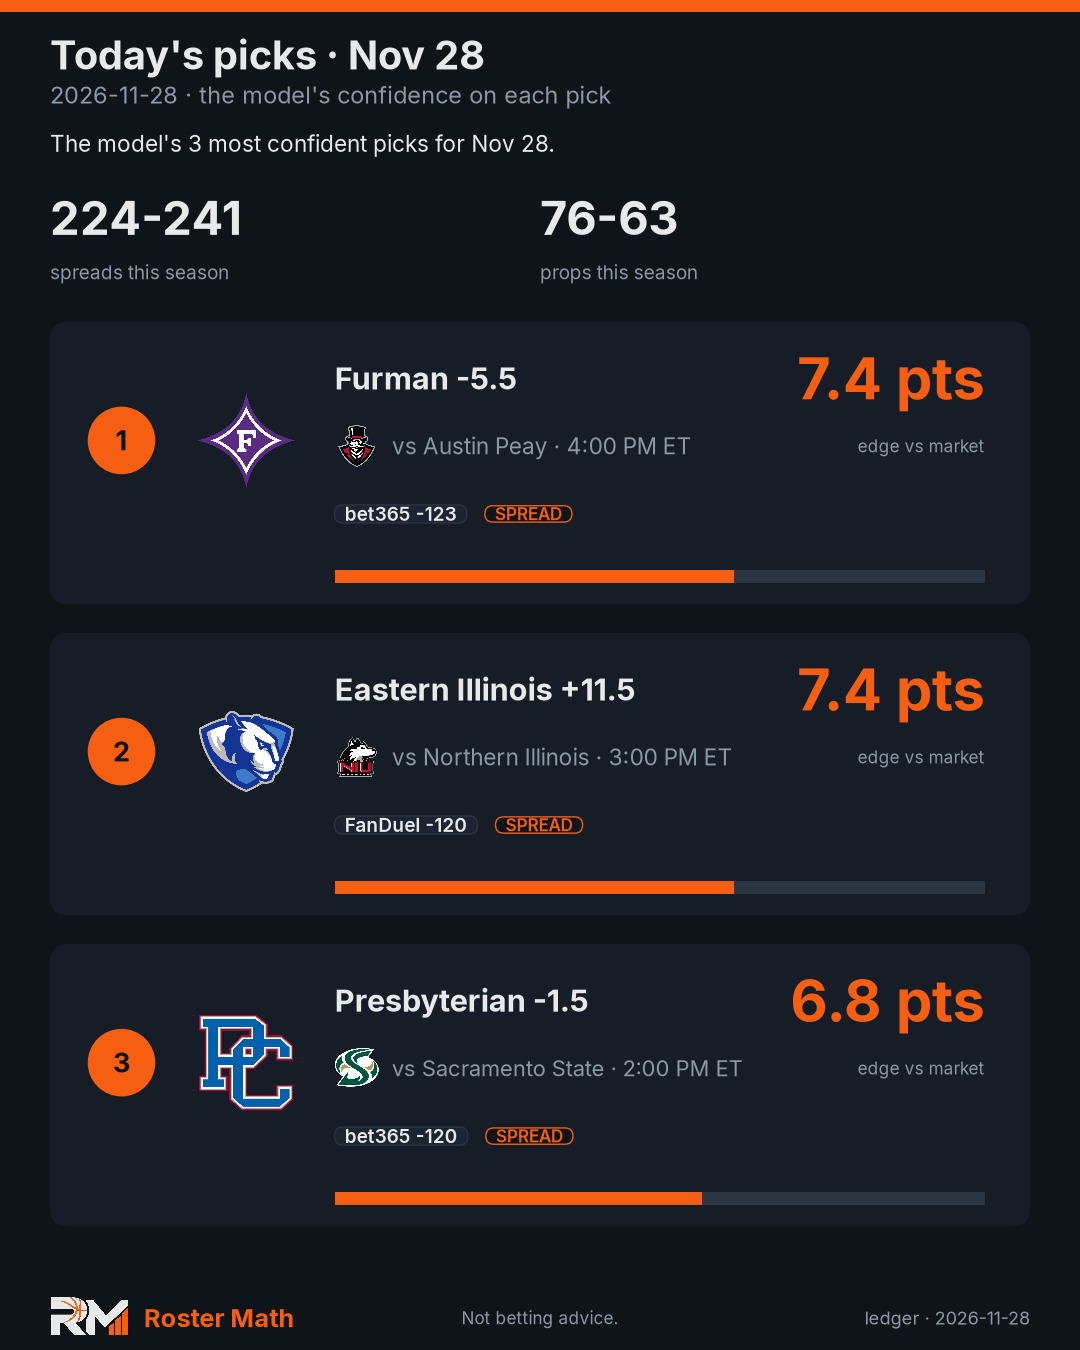 Today's picks · Nov 28
2026-11-28 · the model's confidence on each pick
The model's 3 most confident picks for Nov 28.
224-241
spreads this season
76-63
props this season
1
F
Furman -5.5
vs Austin Peay · 4:00 PM ET
bet365 -123
SPREAD
7.4 pts
edge vs market
2
Eastern Illinois +11.5
NIU
vs Northern Illinois · 3:00 PM ET
FanDuel -120
SPREAD
7.4 pts
edge vs market
3
PC
Presbyterian -1.5
S
vs Sacramento State · 2:00 PM ET
bet365 -120
SPREAD
6.8 pts
edge vs market
RM
Roster Math
Not betting advice.
ledger · 2026-11-28